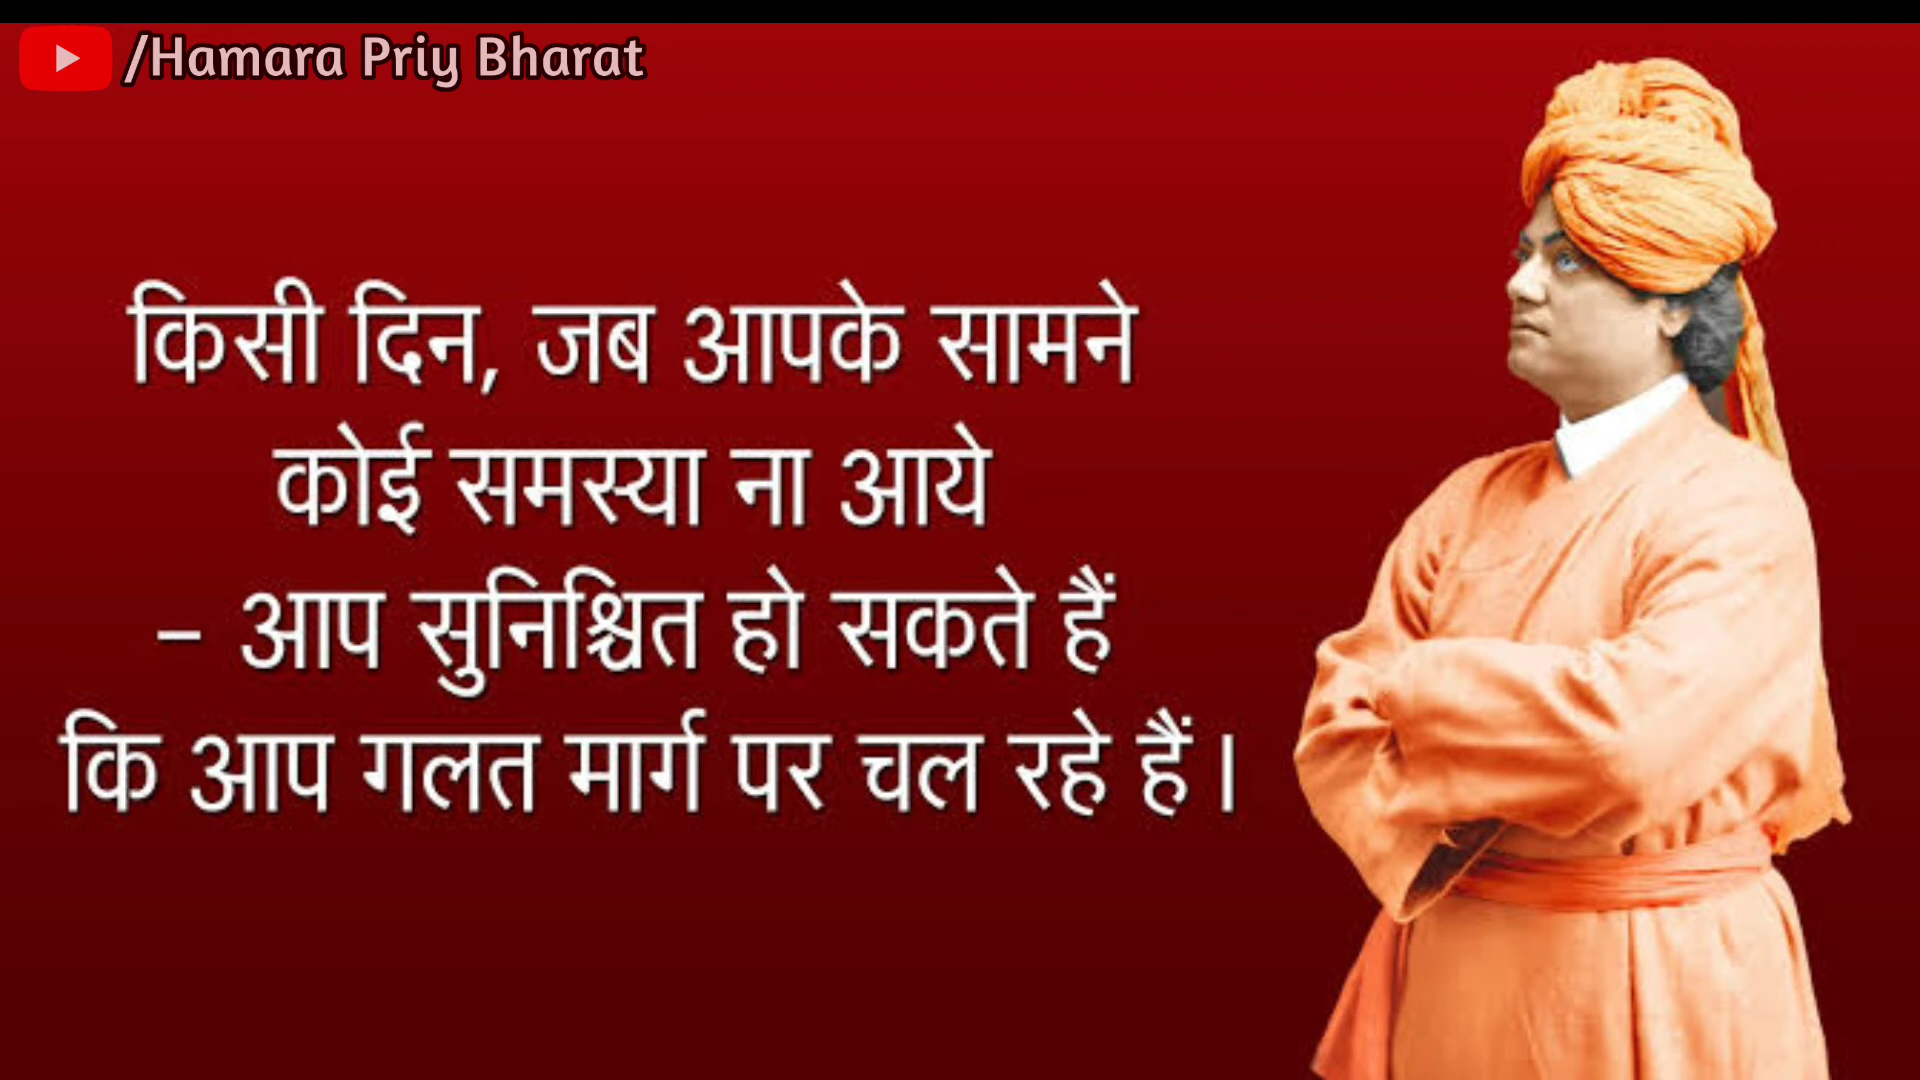 /Hamara Priy Bharat
किसी दिन, जब आपके सामने
कोई समस्या ना आये
– आप सुनिश्चित हो सकते हैं
कि आप गलत मार्ग पर चल रहे हैं।